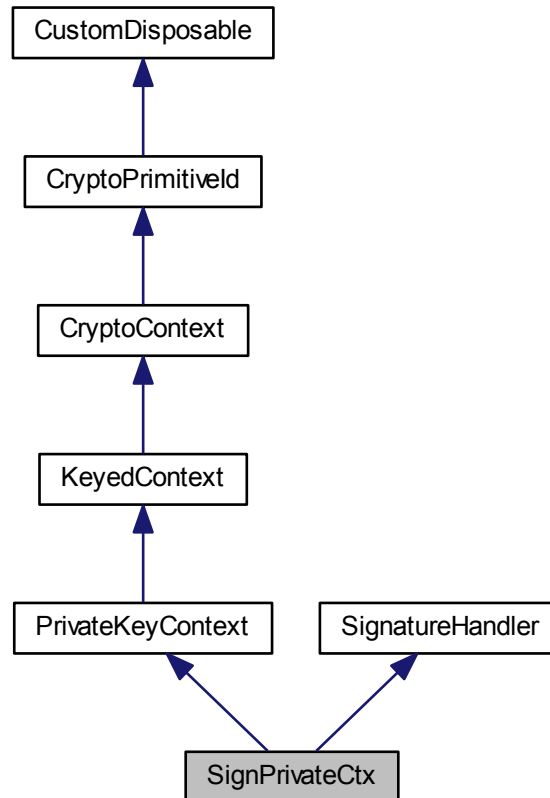 CustomDisposable
CryptoPrimitiveId
CryptoContext
KeyedContext
PrivateKeyContext
SignatureHandler
SignPrivateCtx